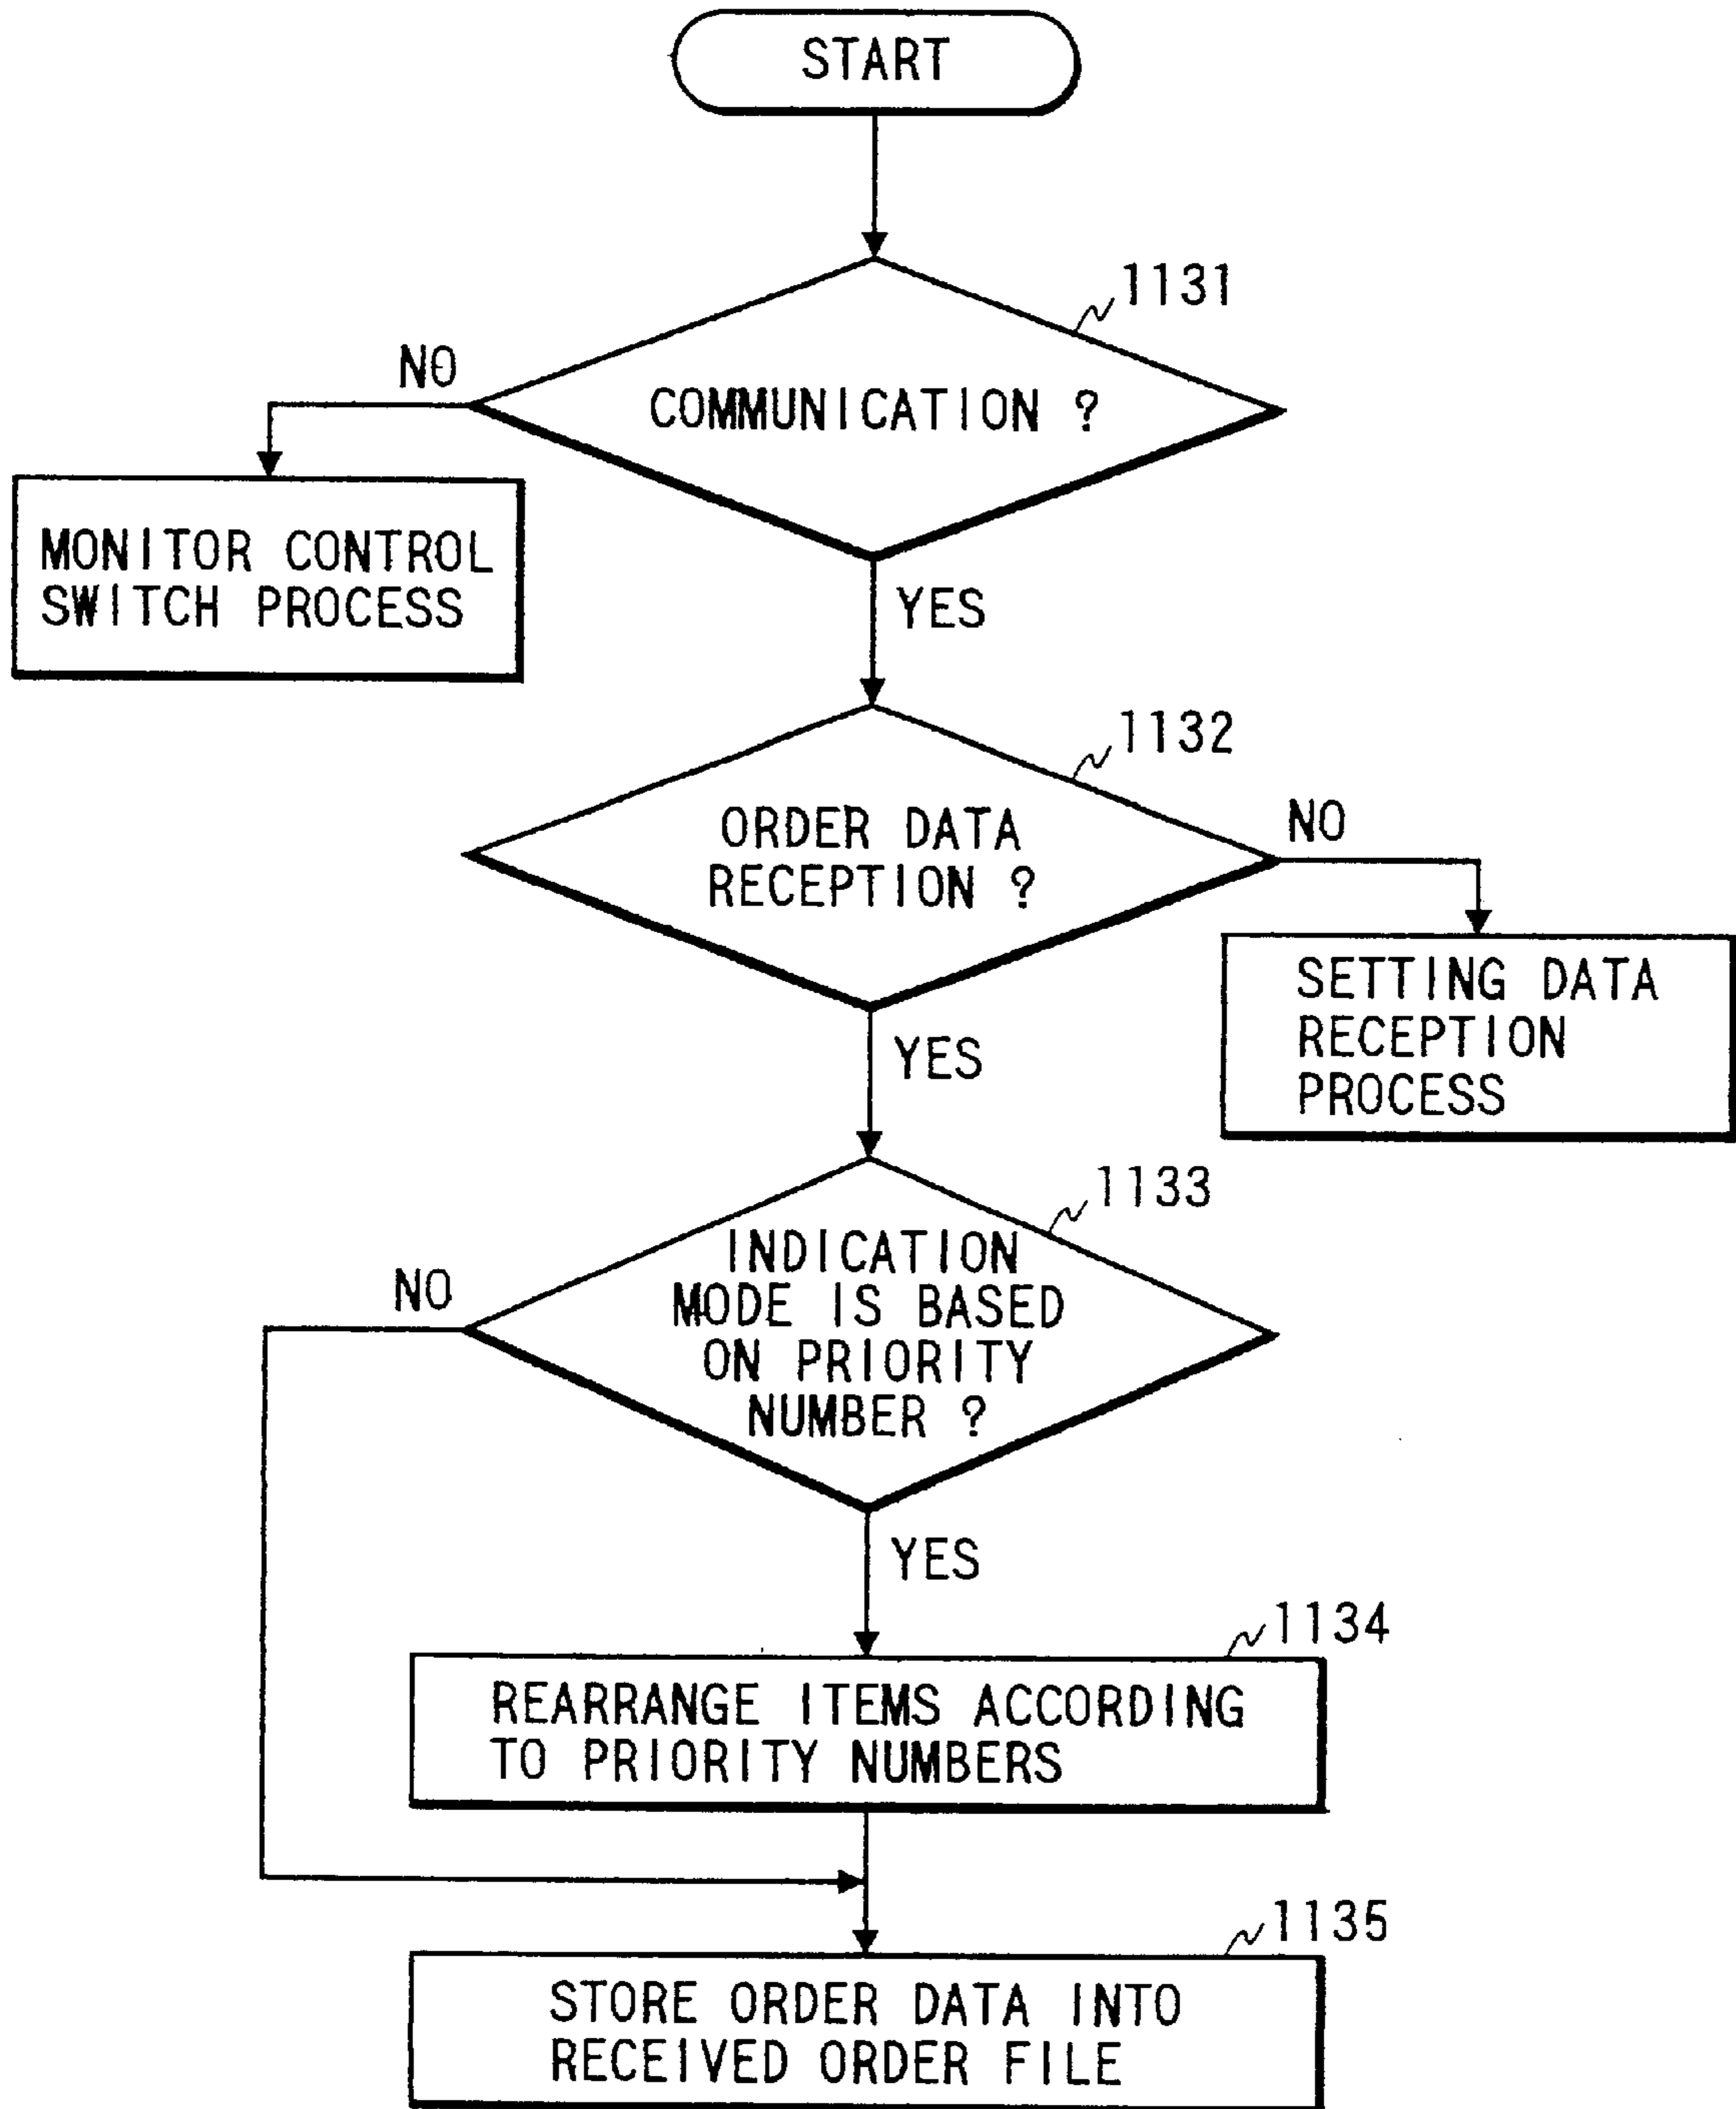 START
1131
NO
COMMUNICATION ?
MONITOR CONTROL
SWITCH PROCESS
YES
1132
ORDER DATA
RECEPTION ?
NO
SETTING DATA
RECEPTION
PROCESS
YES
1133
INDICATION
MODE IS BASED
ON PRIORITY
NUMBER ?
NO
YES
1134
REARRANGE ITEMS ACCORDING
TO PRIORITY NUMBERS
1135
STORE ORDER DATA INTO
RECEIVED ORDER FILE